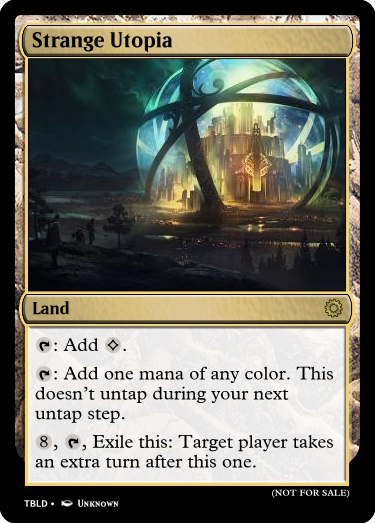 Strange Utopia
Land
: Add .
: Add one mana of any color. This
doesn't untap during your next
untap step.
8, , Exile this: Target player takes
an extra turn after this one.
TBLD • Unknown
(NOT FOR SALE)